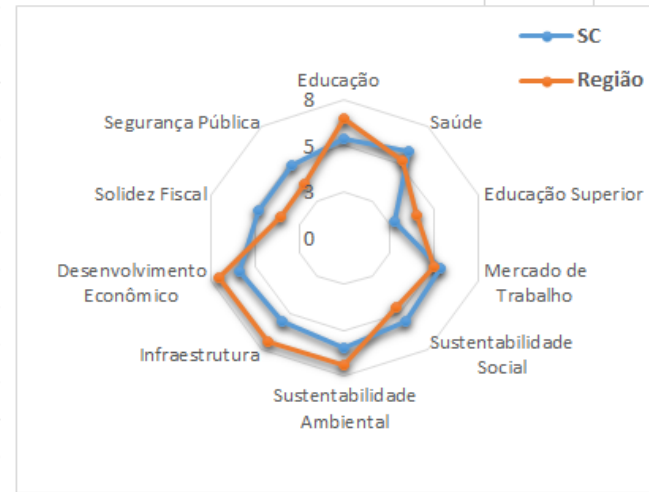 SC
Região
Educação
8
Segurança Pública
Saúde
5
Solidez Fiscal
3
Educação Superior
0
Desenvolvimento
Econômico
Mercado de
Trabalho
Infraestrutura
Sustentabilidade
Social
Sustentabilidade
Ambiental